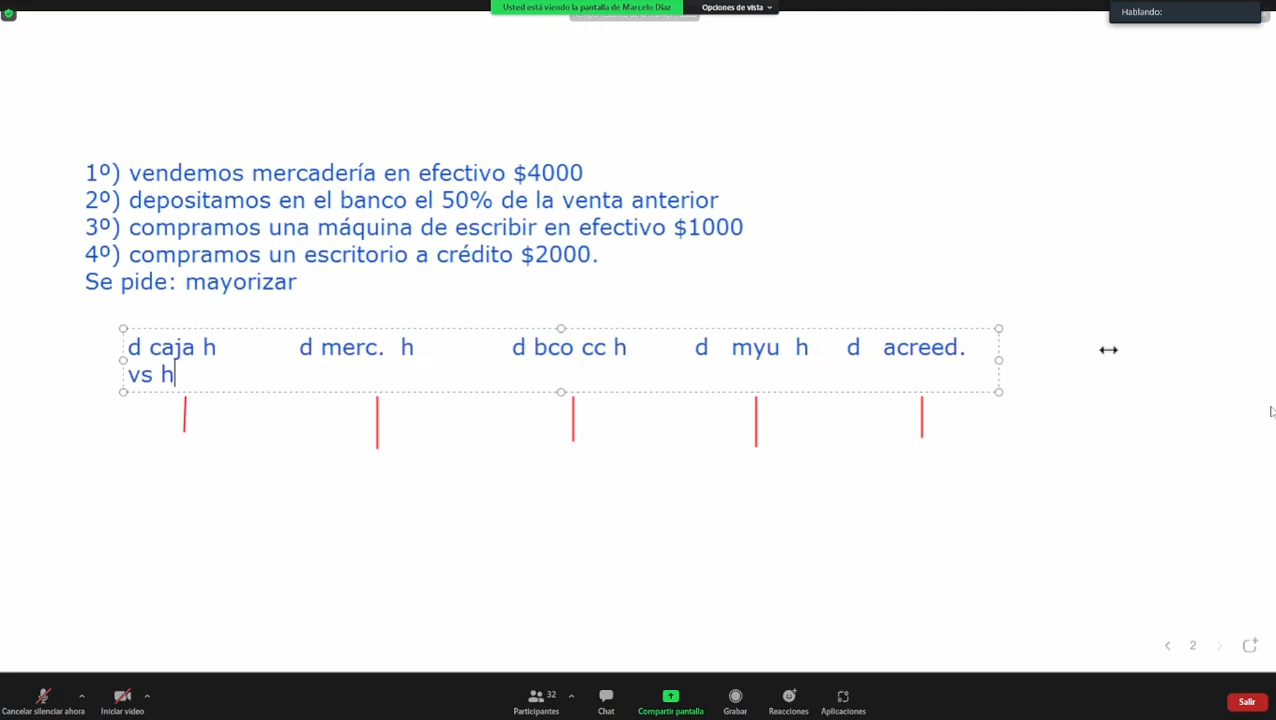 Usted está viendo la pantalla de Marcelo Díaz
Opciones de vista
Hablando:
1º) vendemos mercadería en efectivo $4000
2º) depositamos en el banco el 50% de la venta anterior
3º) compramos una máquina de escribir en efectivo $1000
4º) compramos un escritorio a crédito $2000.
Se pide: mayorizar
d caja h d merc. h d bco cc h d myu h d acreed.
vs h
2
32
Cancelar silenciar ahora
Iniciar video
Participantes
Chat
Compartir pantalla
Grabar
Reacciones
Aplicaciones
Salir